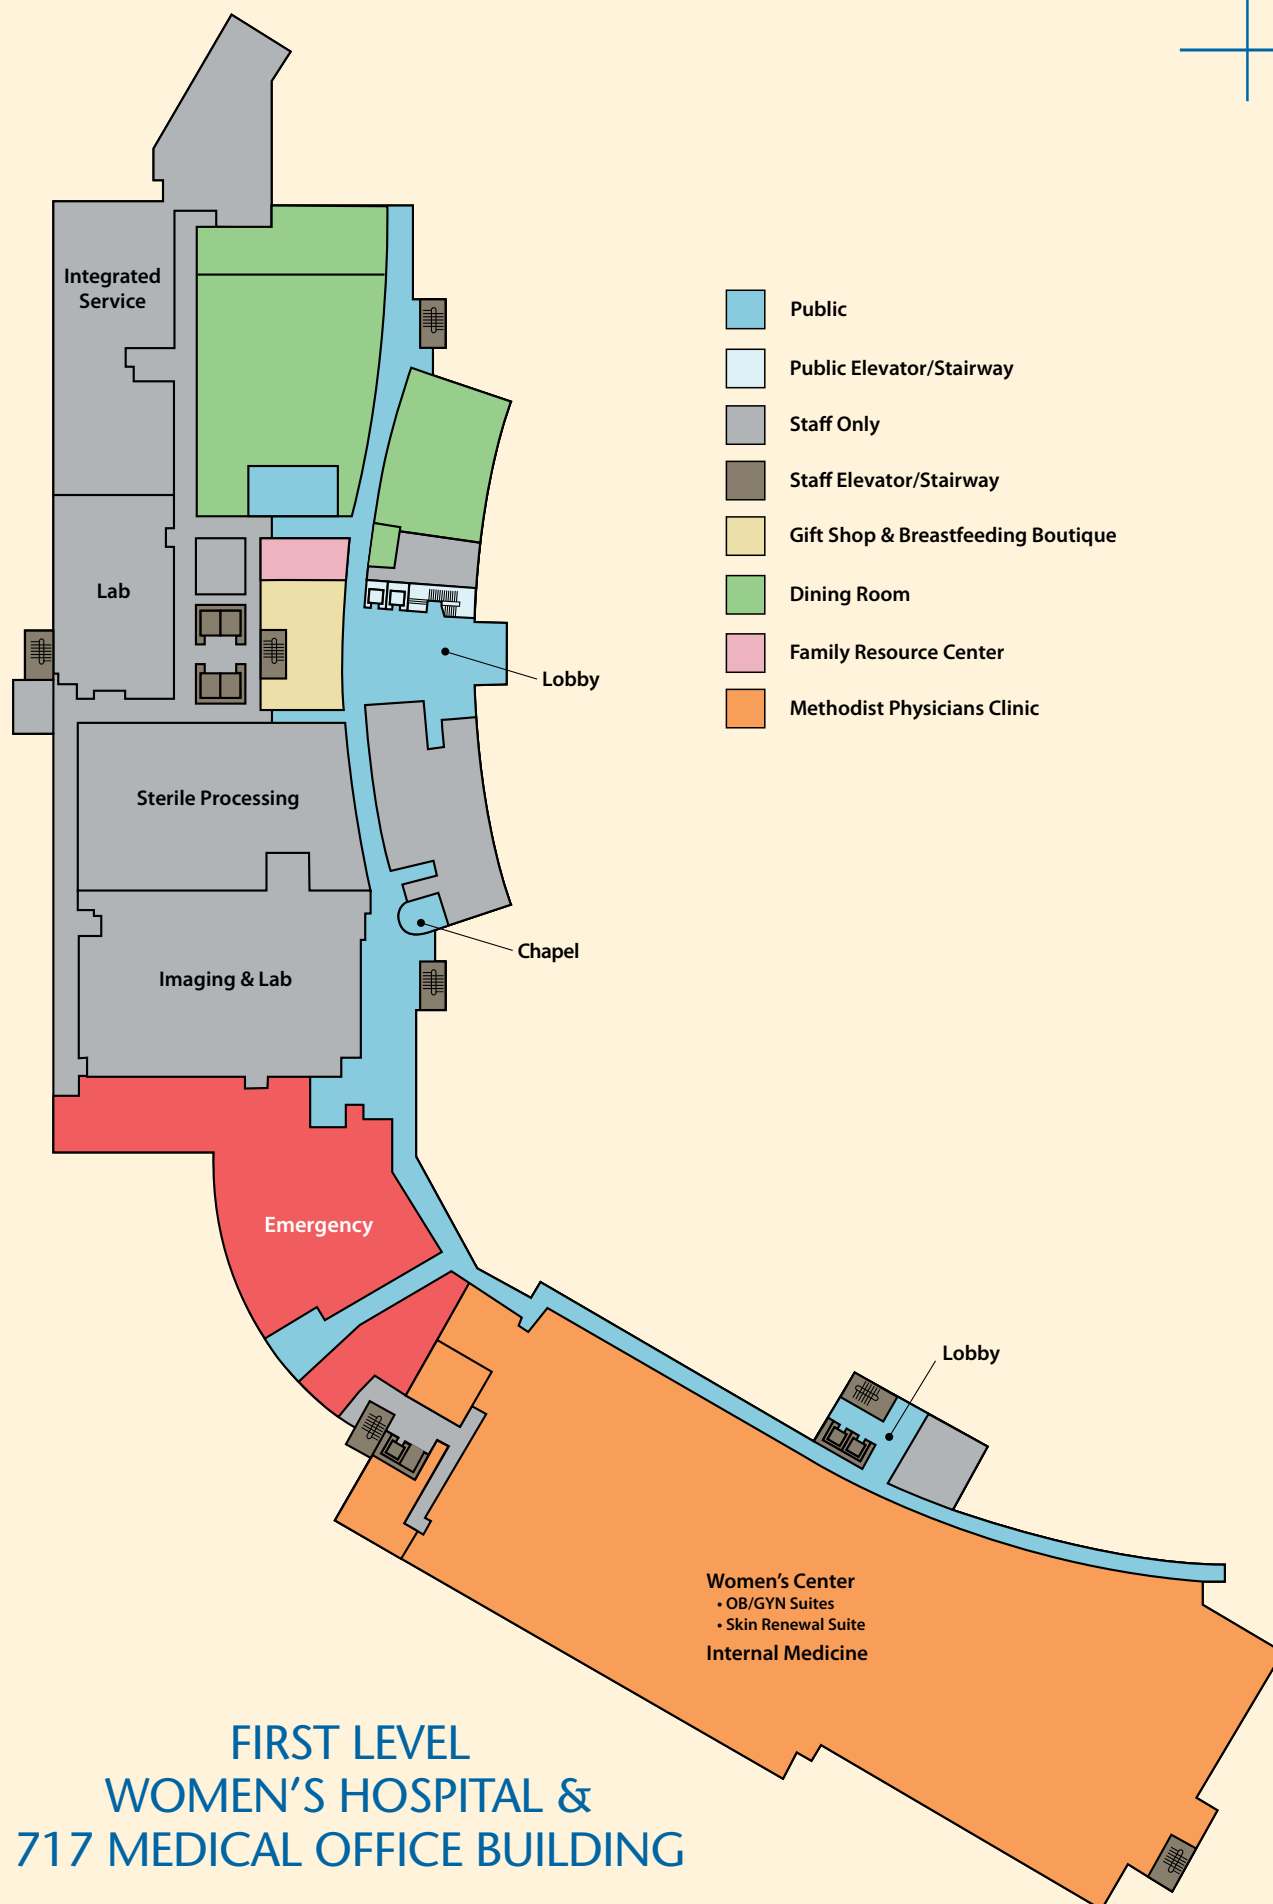 Integrated
Service
Lab
Sterile Processing
Imaging & Lab
Emergency
Lobby
Chapel
Public
Public Elevator/Stairway
Staff Only
Staff Elevator/Stairway
Gift Shop & Breastfeeding Boutique
Dining Room
Family Resource Center
Methodist Physicians Clinic
Lobby
Women's Center
• OB/GYN Suites
• Skin Renewal Suite
Internal Medicine
FIRST LEVEL
WOMEN'S HOSPITAL &
717 MEDICAL OFFICE BUILDING